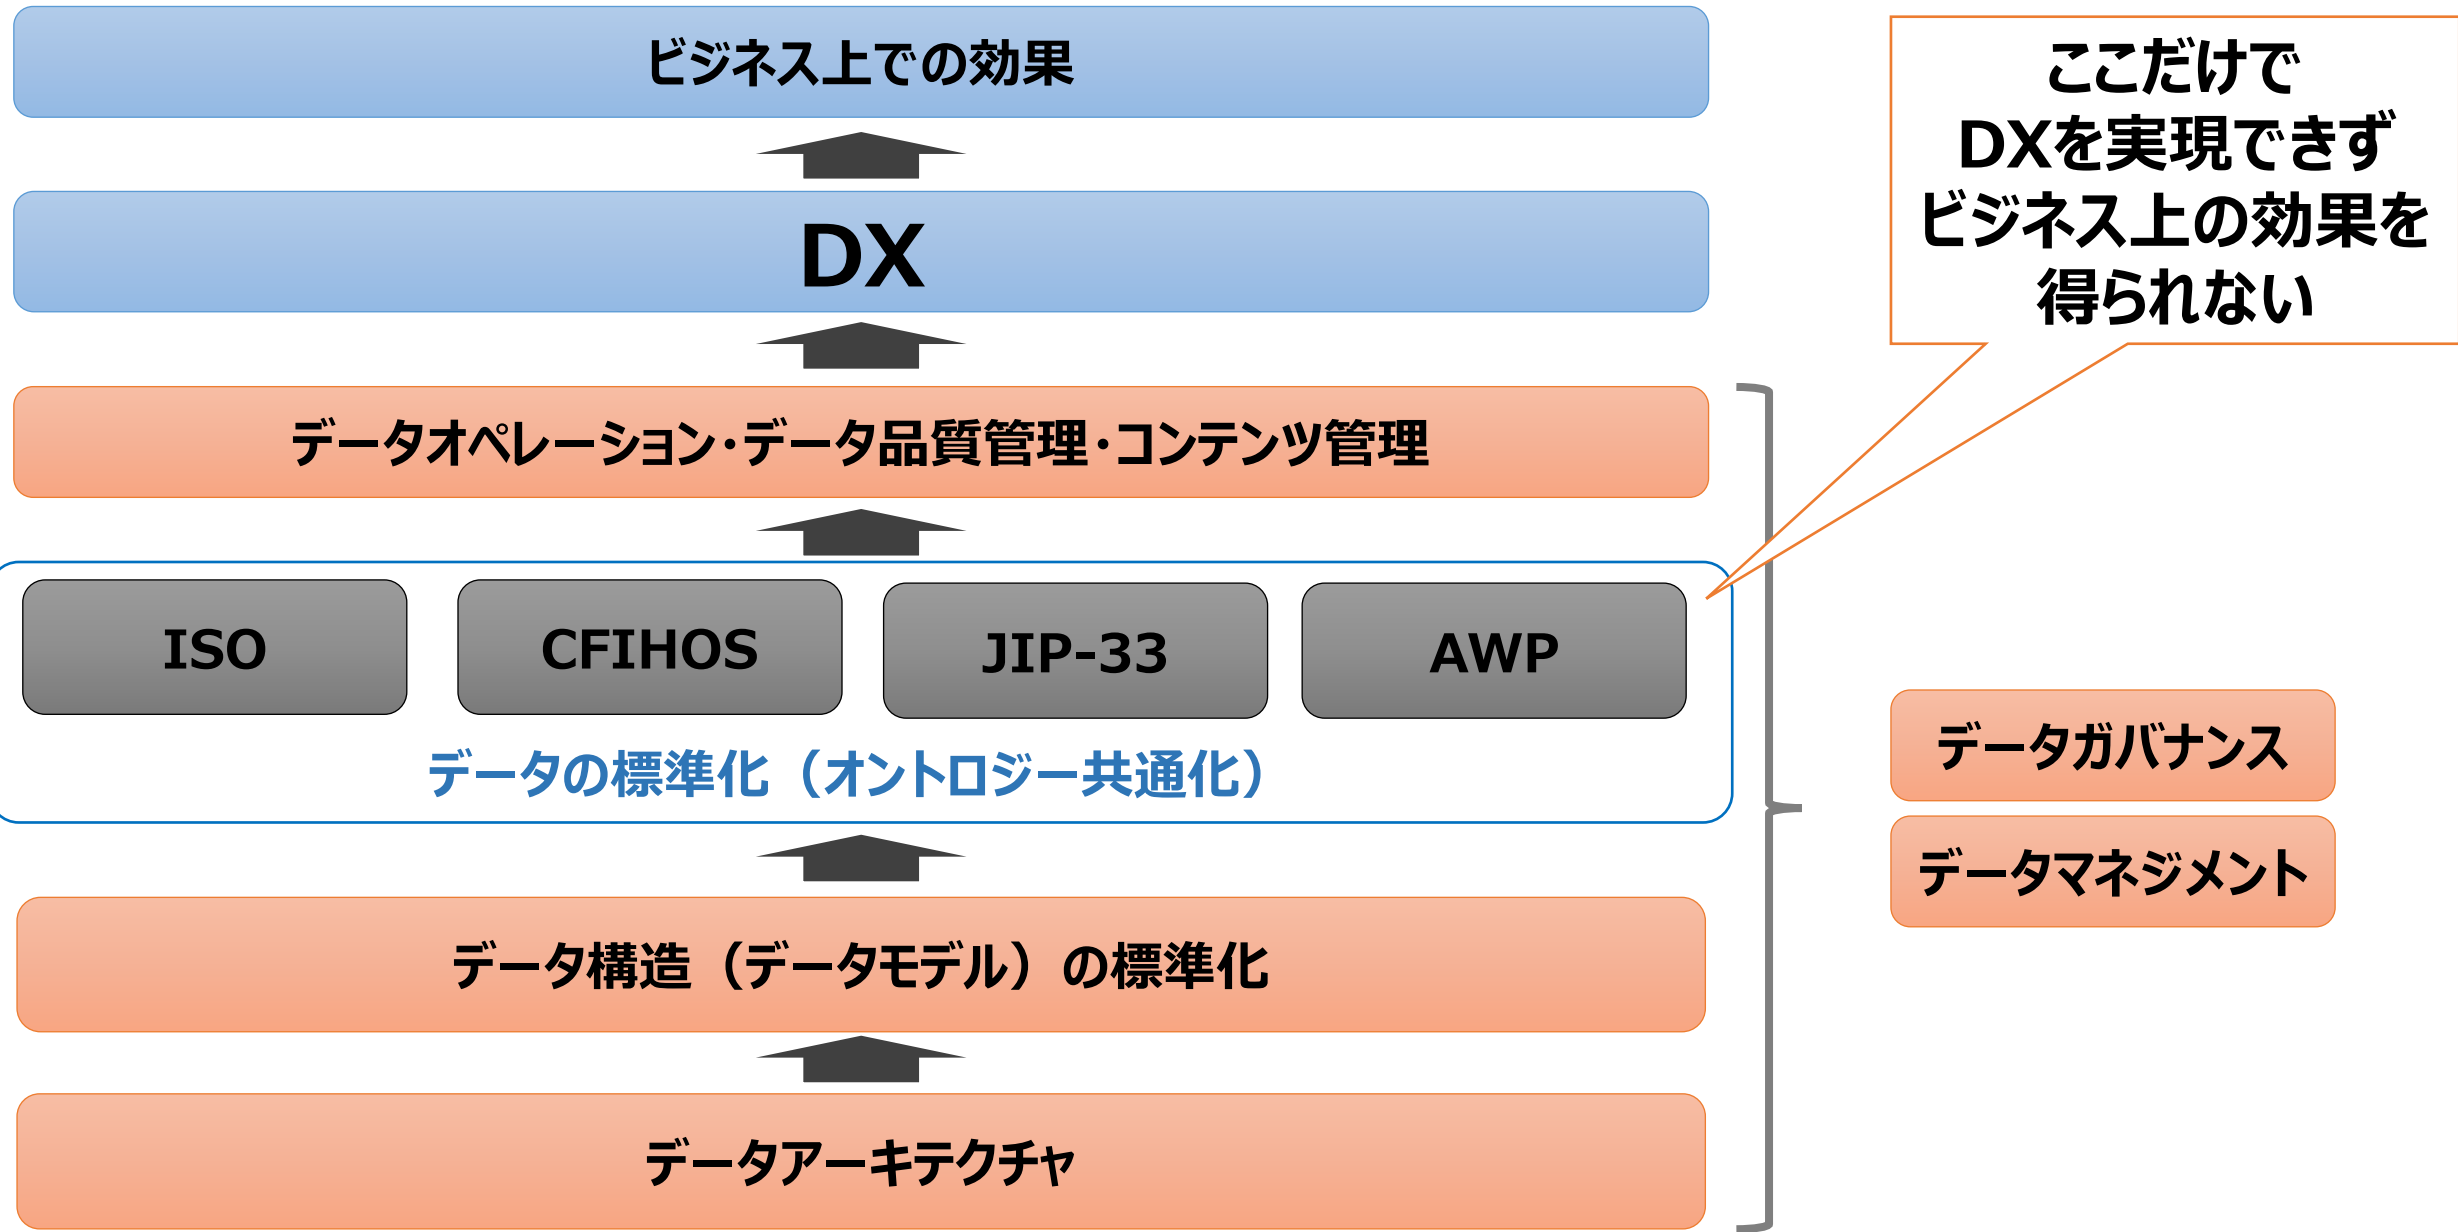 ビジネス上での効果
ここだけで
DXを実現できず
ビジネス上の効果を
得られない
DX
データオペレーション・データ品質管理・コンテンツ管理
ISO
CFIHOS
JIP-33
AWP
データの標準化（オントロジー共通化）
データガバナンス
データマネジメント
データ構造（データモデル）の標準化
データアーキテクチャ